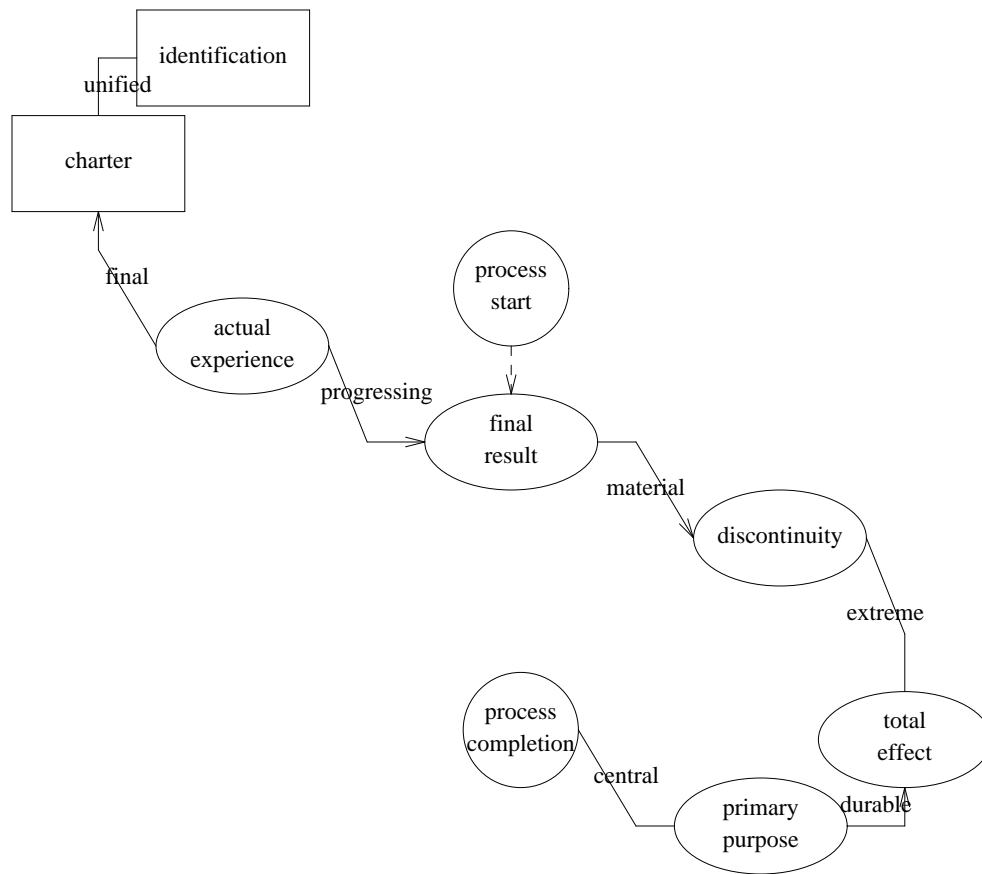 identification
unified
charter
final
process
start
actual
experience
progressing
final
result
material
discontinuity
extreme
process
completion
total
effect
central
durable
primary
purpose